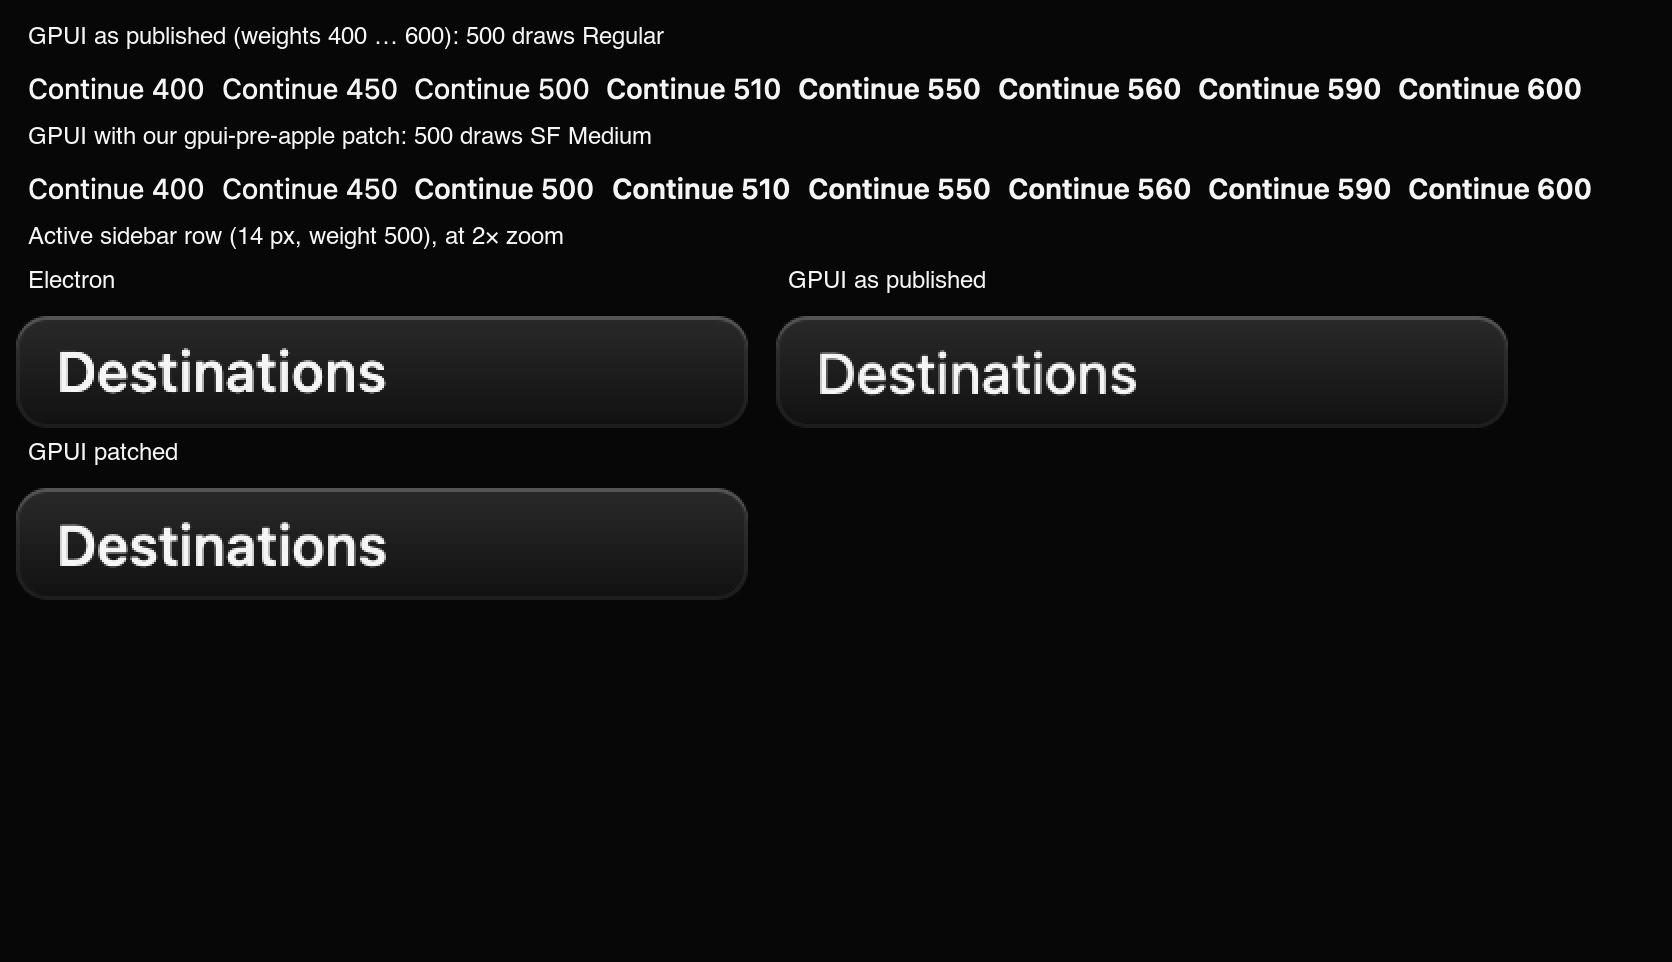 GPUI as published (weights 400 … 600): 500 draws Regular
Continue 400 Continue 450 Continue 500 Continue 510 Continue 550 Continue 560 Continue 590 Continue 600
GPUI with our gpui-pre-apple patch: 500 draws SF Medium
Continue 400 Continue 450 Continue 500 Continue 510 Continue 550 Continue 560 Continue 590 Continue 600
Active sidebar row (14 px, weight 500), at 2× zoom
Electron GPUI as published
Destinations Destinations
GPUI patched
Destinations